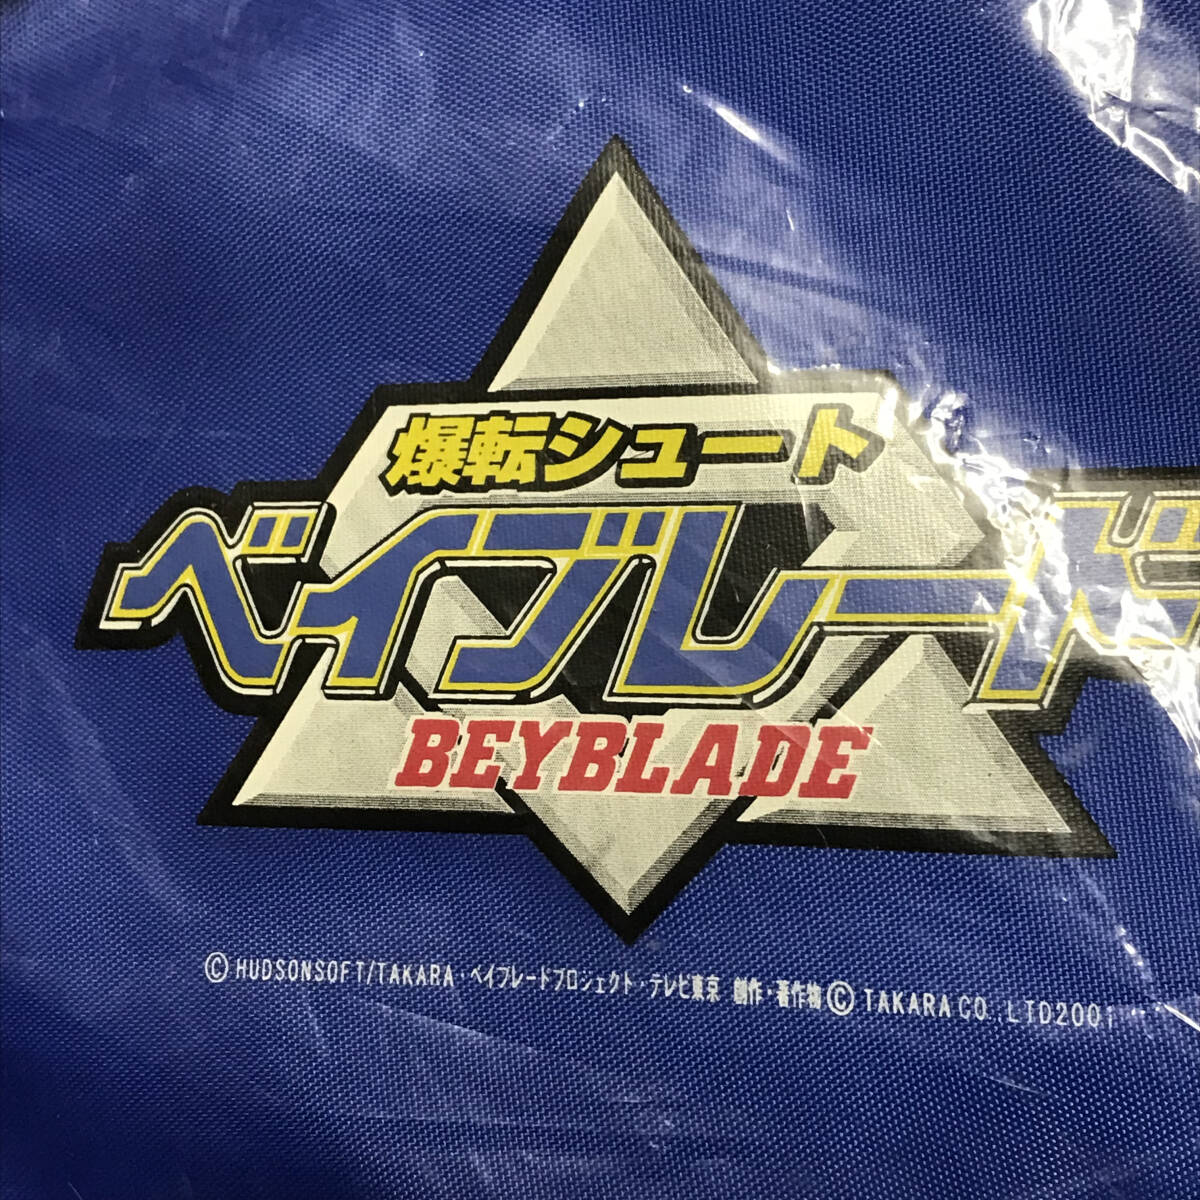 爆転シュート
ベイブレード
BEYBLADE
©HUDSONSOFT/TAKARA・ベイブレードプロジェクト・テレビ東京 創作・著作物©TAKARA CO.,LTD2001 ...